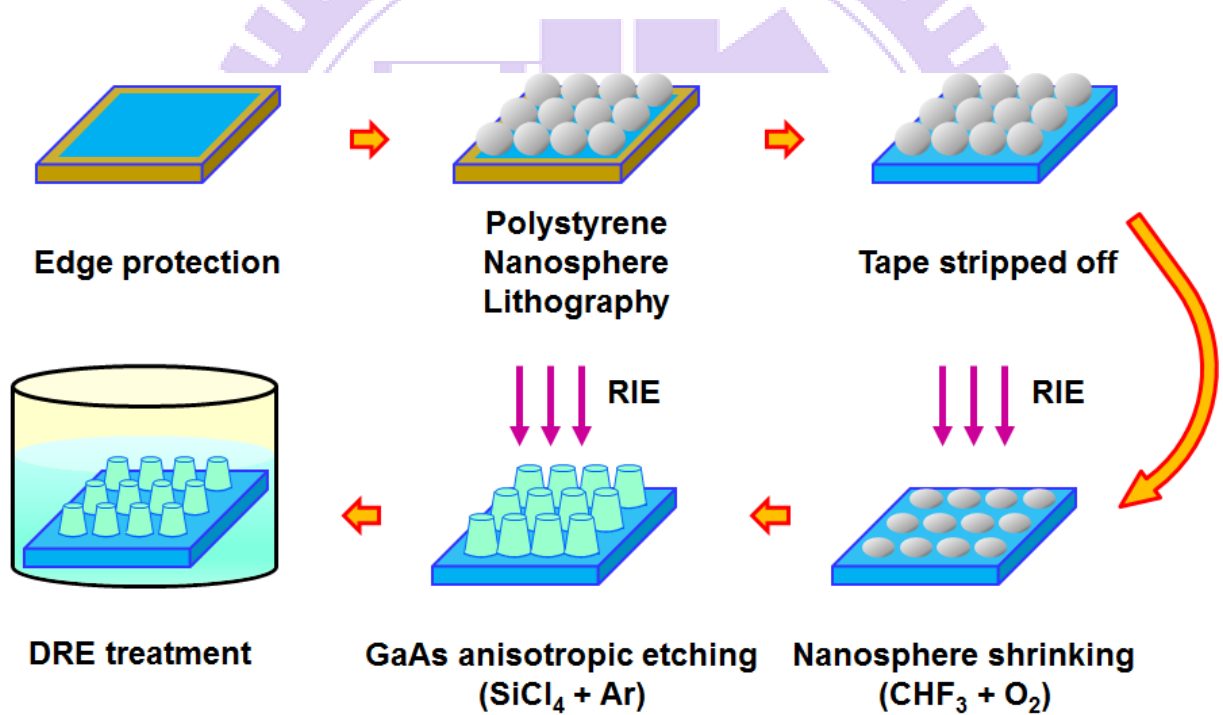 Edge protection
Polystyrene
Nanosphere
Lithography
Tape stripped off
RIE
RIE
DRE treatment
GaAs anisotropic etching
(SiCl₄ + Ar)
Nanosphere shrinking
(CHF₃ + O₂)